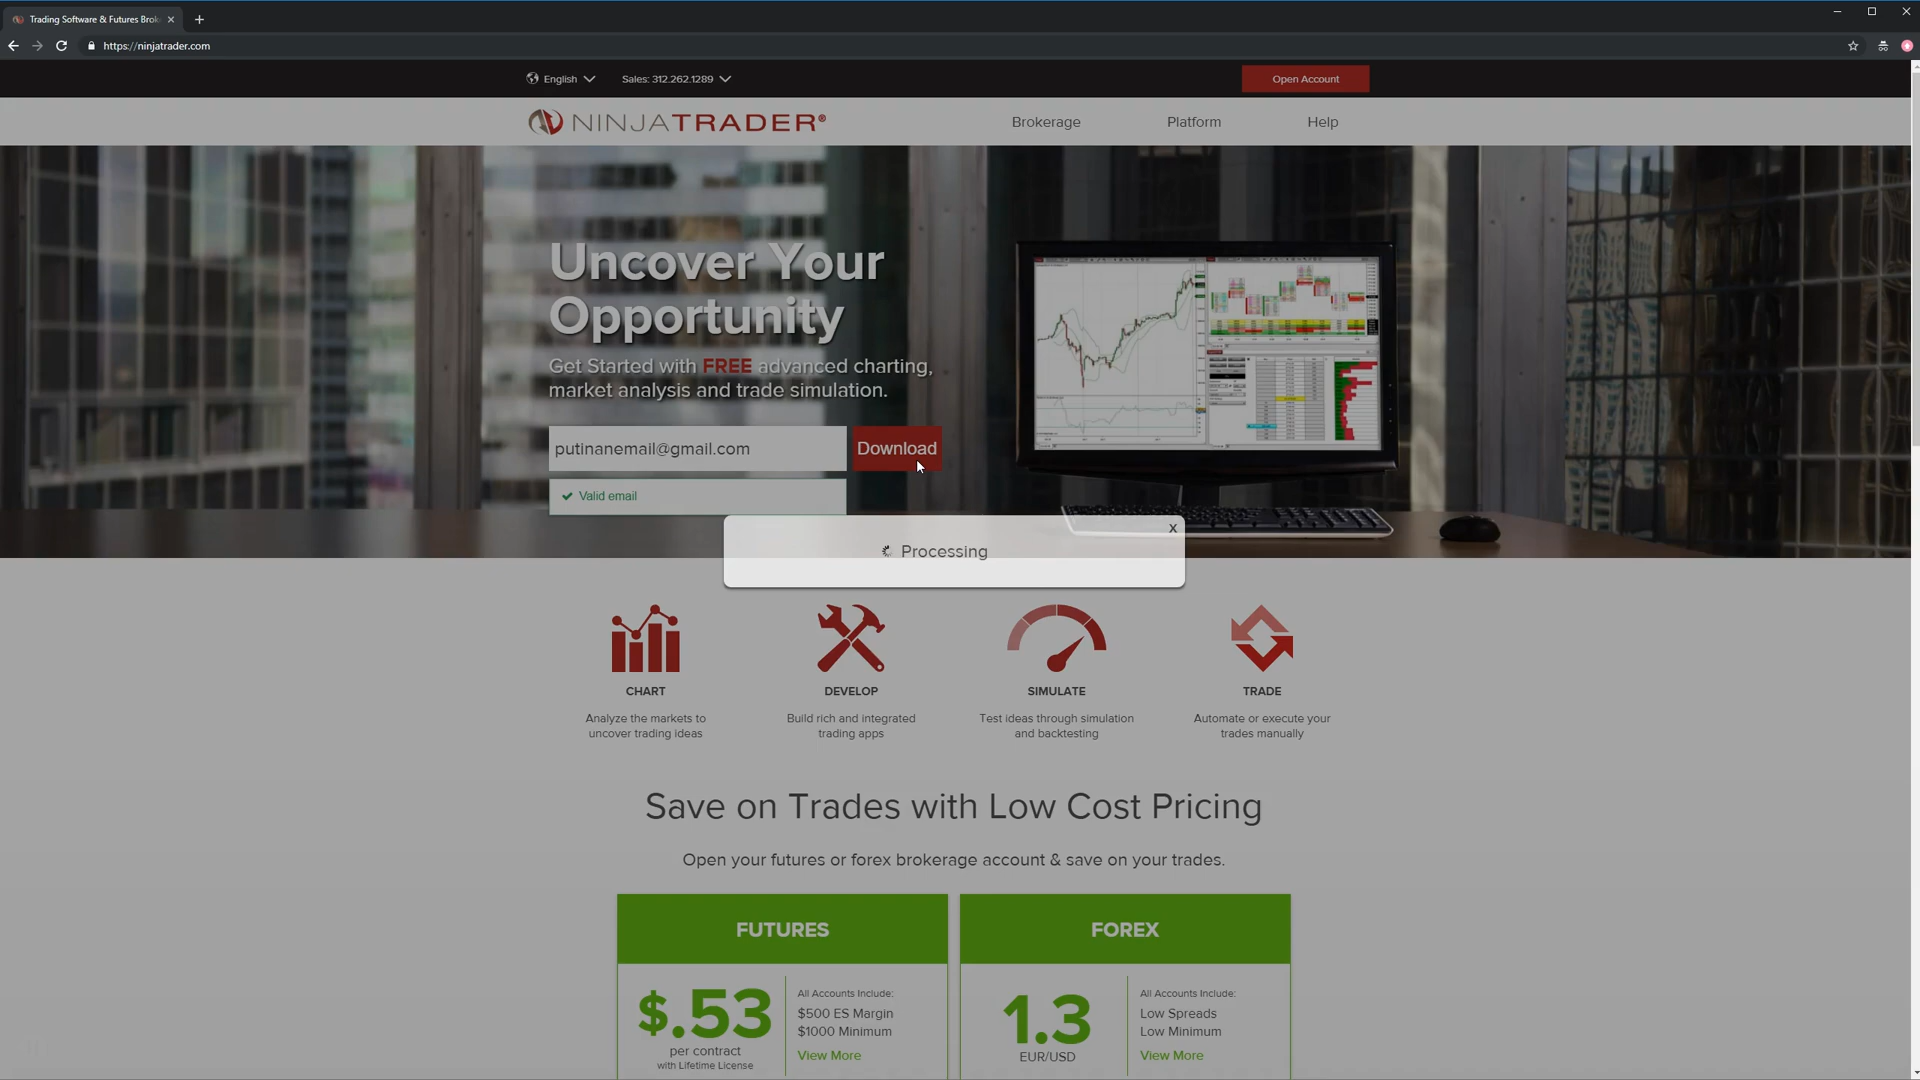 Trading Software & Futures Brok
https://ninjatrader.com
English
Sales: 312.262.1289
Open Account
NINJATRADER®
Brokerage
Platform
Help
Uncover Your
Opportunity
Get Started with FREE advanced charting,
market analysis and trade simulation.
putinanemail@gmail.com
Download
Valid email
x
Processing
CHART
Analyze the markets to
uncover trading ideas
DEVELOP
Build rich and integrated
trading apps
SIMULATE
Test ideas through simulation
and backtesting
TRADE
Automate or execute your
trades manually
Save on Trades with Low Cost Pricing
Open your futures or forex brokerage account & save on your trades.
FUTURES
$.53
per contract
with Lifetime License
All Accounts Include:
$500 ES Margin
$1000 Minimum
View More
FOREX
1.3
EUR/USD
All Accounts Include:
Low Spreads
Low Minimum
View More